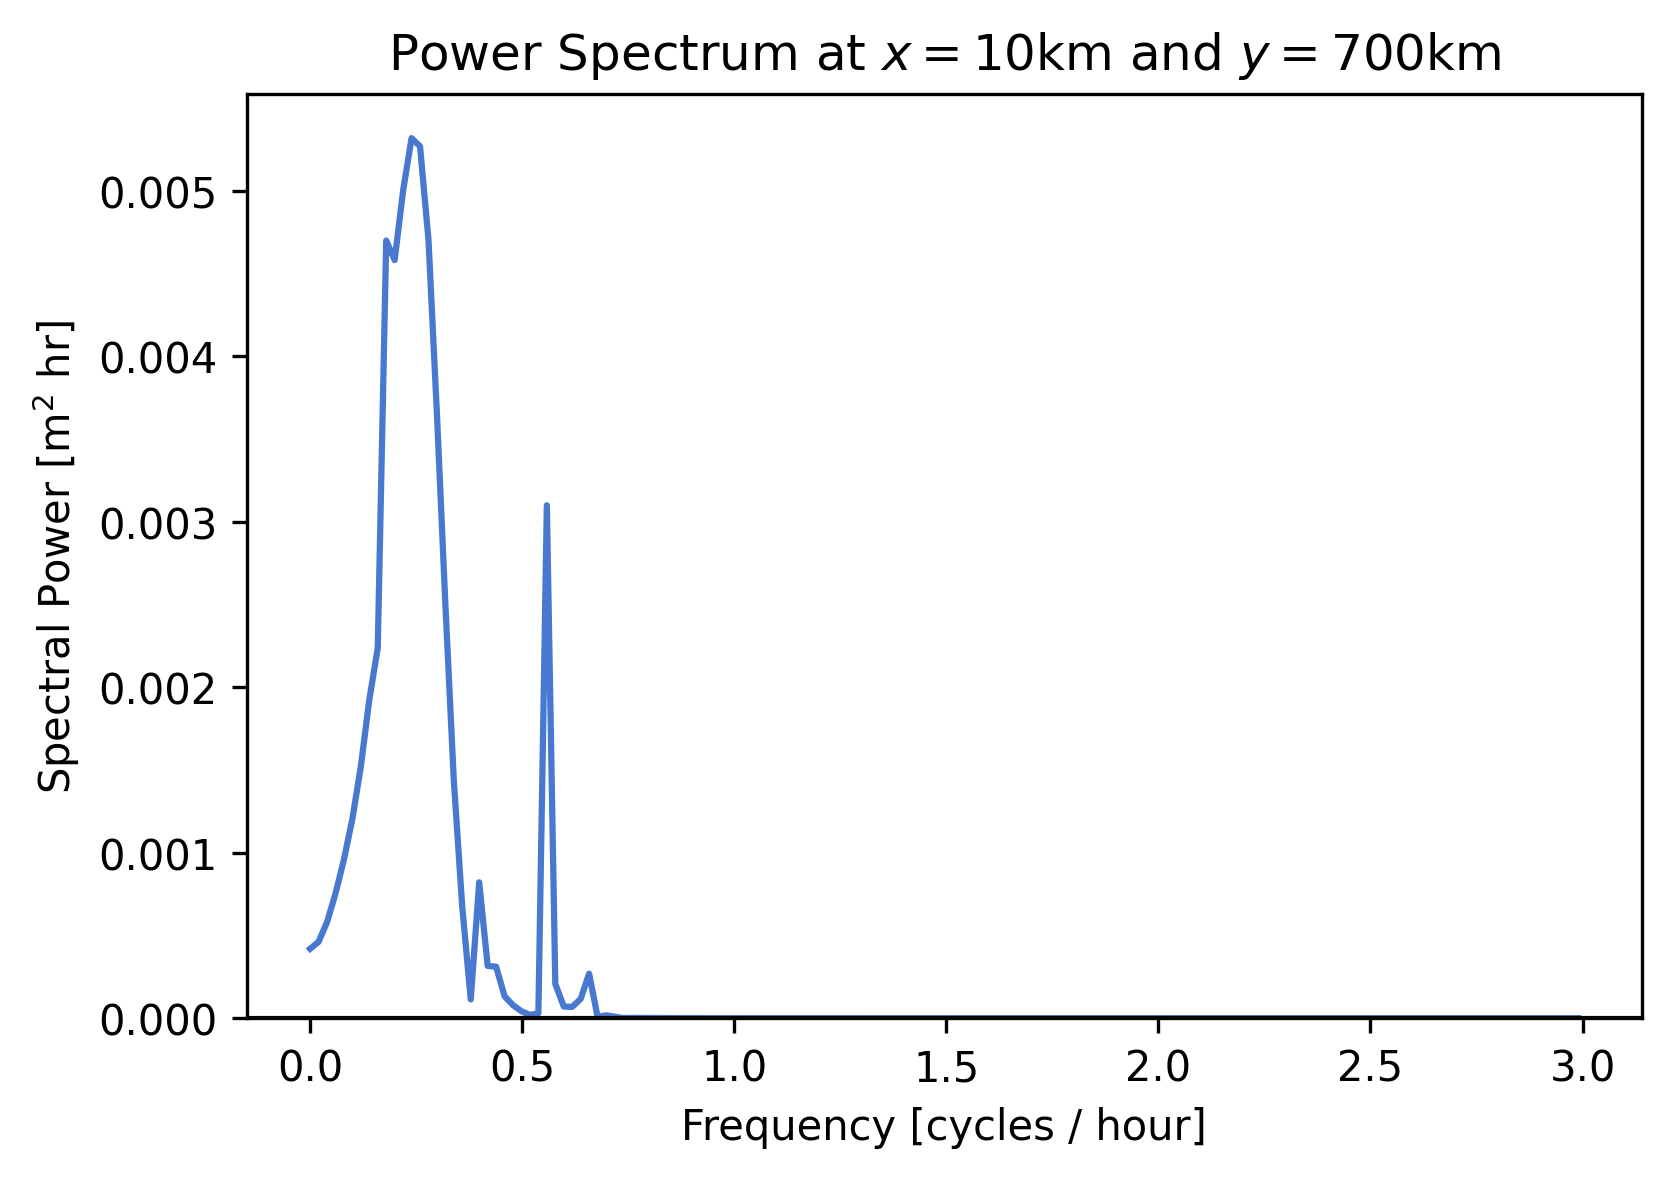 Power Spectrum at x = 10km and y = 700km
Spectral Power [m² hr]
0.005
0.004
0.003
0.002
0.001
0.000
0.0 0.5 1.0 1.5 2.0 2.5 3.0
Frequency [cycles / hour]